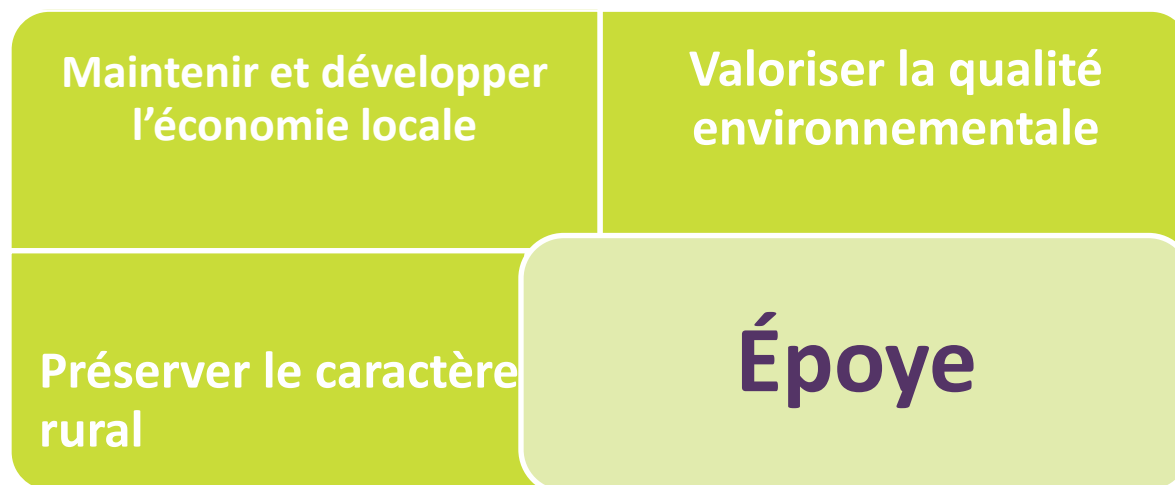 Maintenir et développer
l’économie locale
Valoriser la qualité
environnementale
Préserver le caractère
rural
Époye